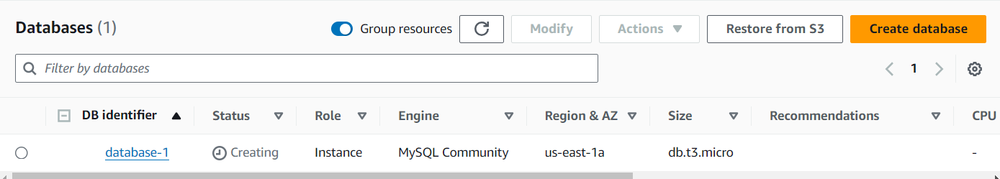 Databases (1)
Group resources
Modify
Actions
Restore from S3
Create database
Filter by databases
1
DB identifier Status Role Engine Region & AZ Size Recommendations CPU
database-1 Creating Instance MySQL Community us-east-1a db.t3.micro -